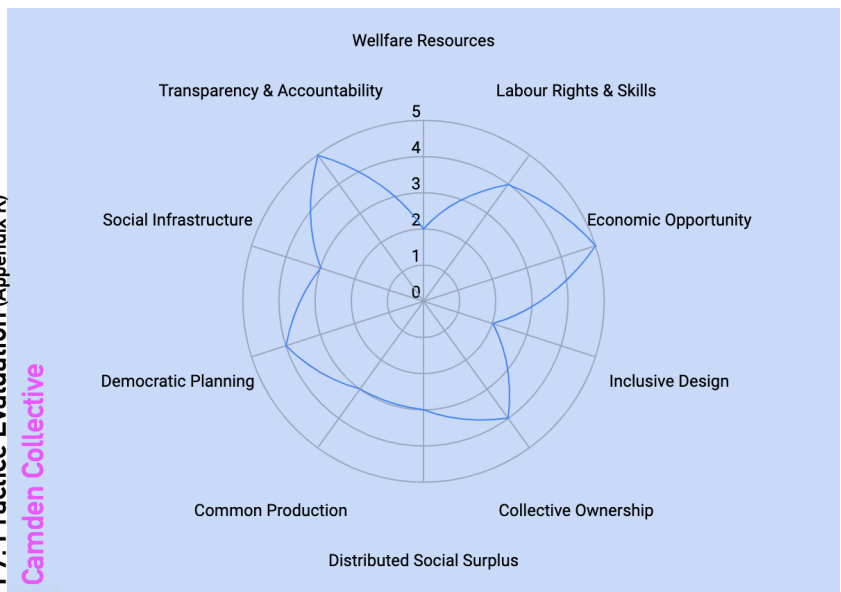 Wellfare Resources
Transparency & Accountability
Labour Rights & Skills
5
4
3
2
1
0
Social Infrastructure
Economic Opportunity
Democratic Planning
Inclusive Design
Common Production
Collective Ownership
Distributed Social Surplus
(Appendix
Camden Collective